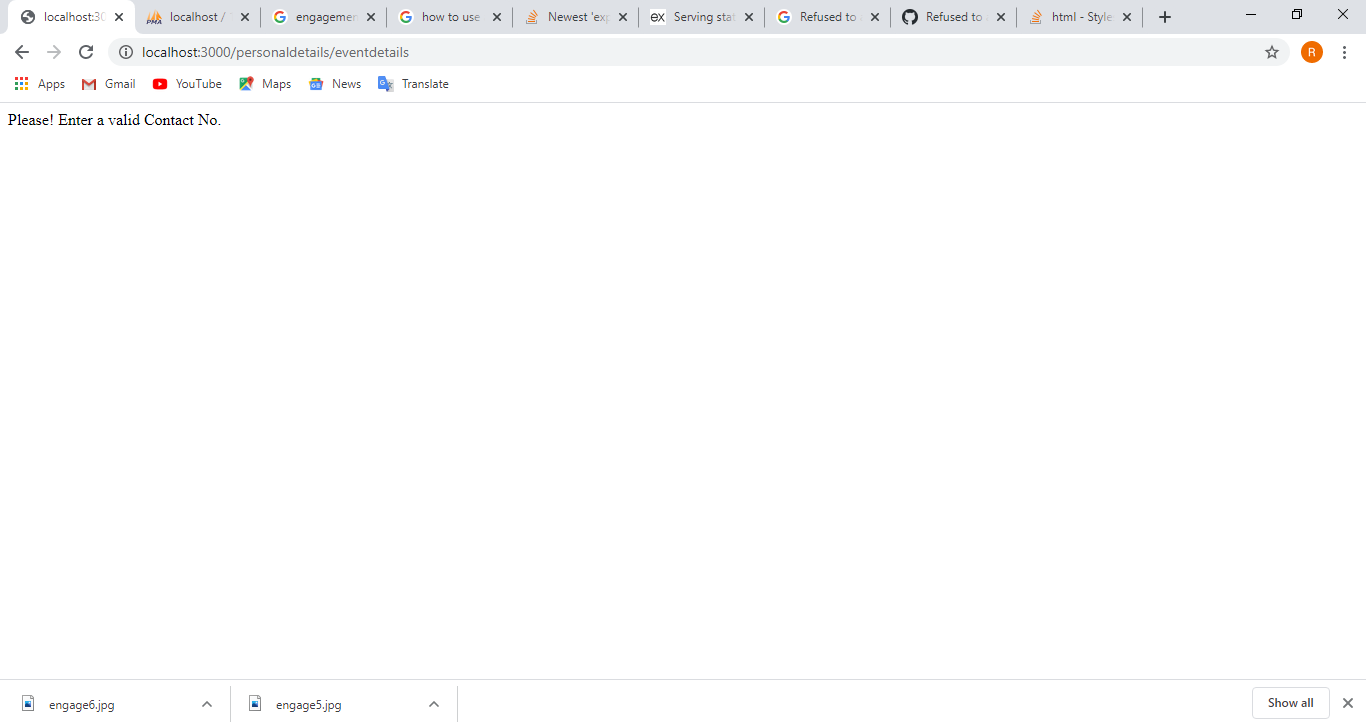 localhost:30
localhost /
engagemen
how to use
Newest 'exp
Serving stat
Refused to a
Refused to a
html - Style
localhost:3000/personaldetails/eventdetails
R
Apps
Gmail
YouTube
Maps
News
Translate
Please! Enter a valid Contact No.
engage6.jpg
engage5.jpg
Show all